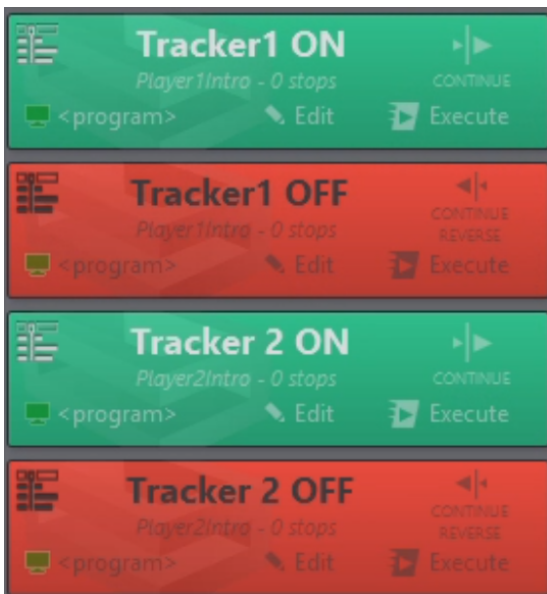 Tracker1 ON
Player1Intro - 0 stops
CONTINUE
<program> Edit Execute
Tracker1 OFF
Player1Intro - 0 stops
CONTINUE
REVERSE
<program> Edit Execute
Tracker 2 ON
Player2Intro - 0 stops
CONTINUE
<program> Edit Execute
Tracker 2 OFF
Player2Intro - 0 stops
CONTINUE
REVERSE
<program> Edit Execute